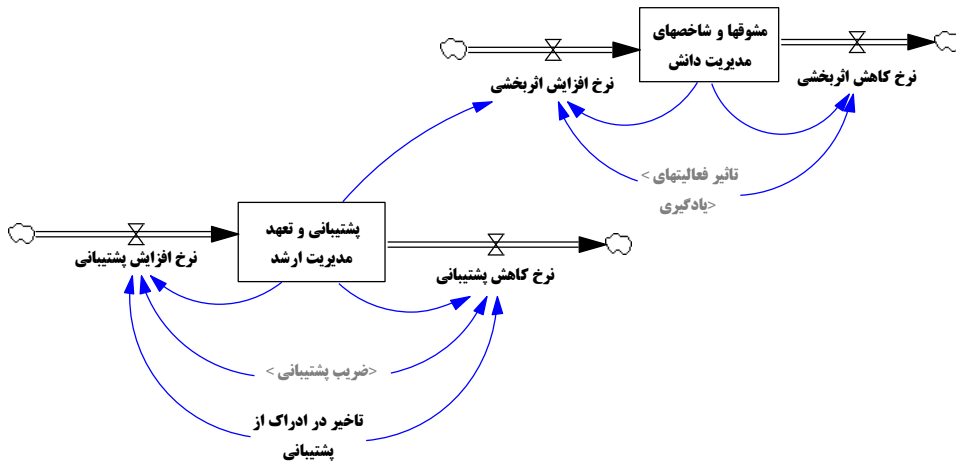 مشوقها و شاخصهای
مدیریت دانش
نرخ افزایش اثربخشی
نرخ کاهش اثربخشی
تاثیر فعالیتهای >
<یادگیری
پشتیبانی و تعهد
مدیریت ارشد
نرخ افزایش پشتیبانی
نرخ کاهش پشتیبانی
<ضریب پشتیبانی >
تاخیر در ادراک از
پشتیبانی